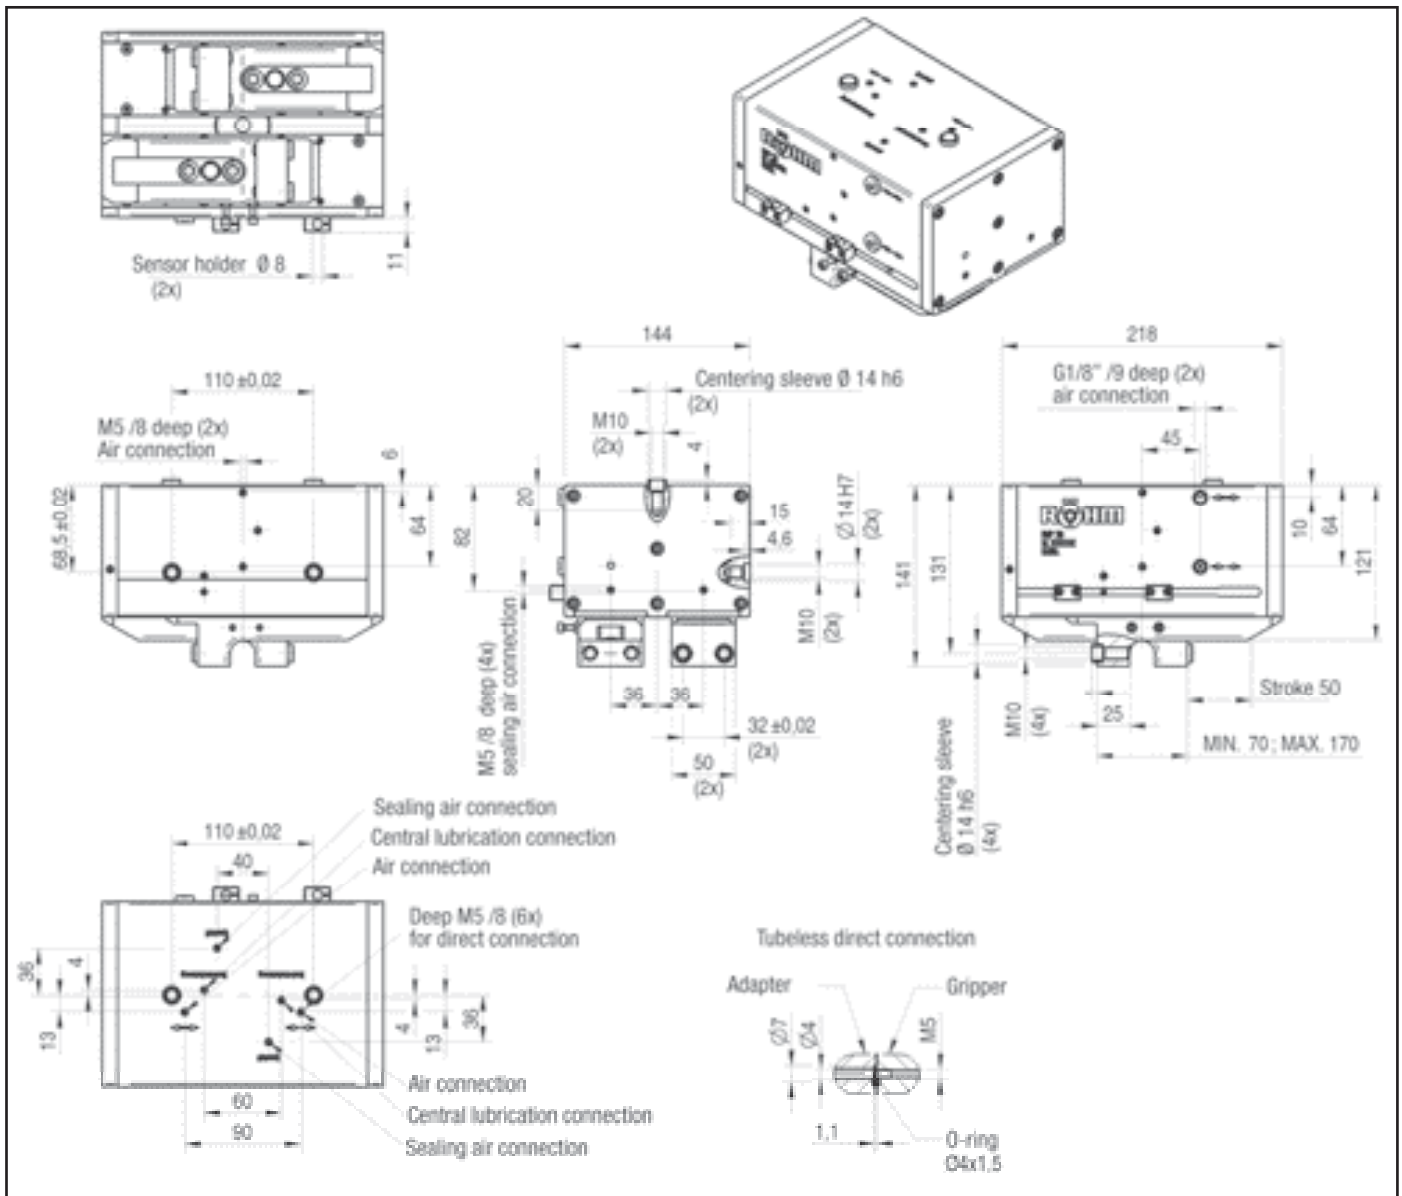 Sensor holder Ø 8
(2x)
11
RÖHM
110 ±0,02
M5 /8 deep (2x)
Air connection
6
68,5 ±0,02
64
144
Centering sleeve Ø 14 h6
(2x)
M10
(2x)
4
20
82
15
4,6
Ø 14 H7
(2x)
M10
(2x)
M5 /8 deep (4x)
sealing air connection
36
36
32 ±0,02
(2x)
50
(2x)
218
G1/8" /9 deep (2x)
air connection
45
RÖHM
141
131
10
64
121
M10
(4x)
Centering sleeve
Ø 14 h6
(4x)
Stroke 50
MIN. 70 ; MAX. 170
Sealing air connection
Central lubrication connection
Air connection
110 ±0,02
40
Deep M5 /8 (6x)
for direct connection
36
4
13
4
13
36
60
90
Air connection
Central lubrication connection
Sealing air connection
Tubeless direct connection
Adapter
Gripper
Ø7
Ø4
M5
1,1
O-ring
Ø4x1,5